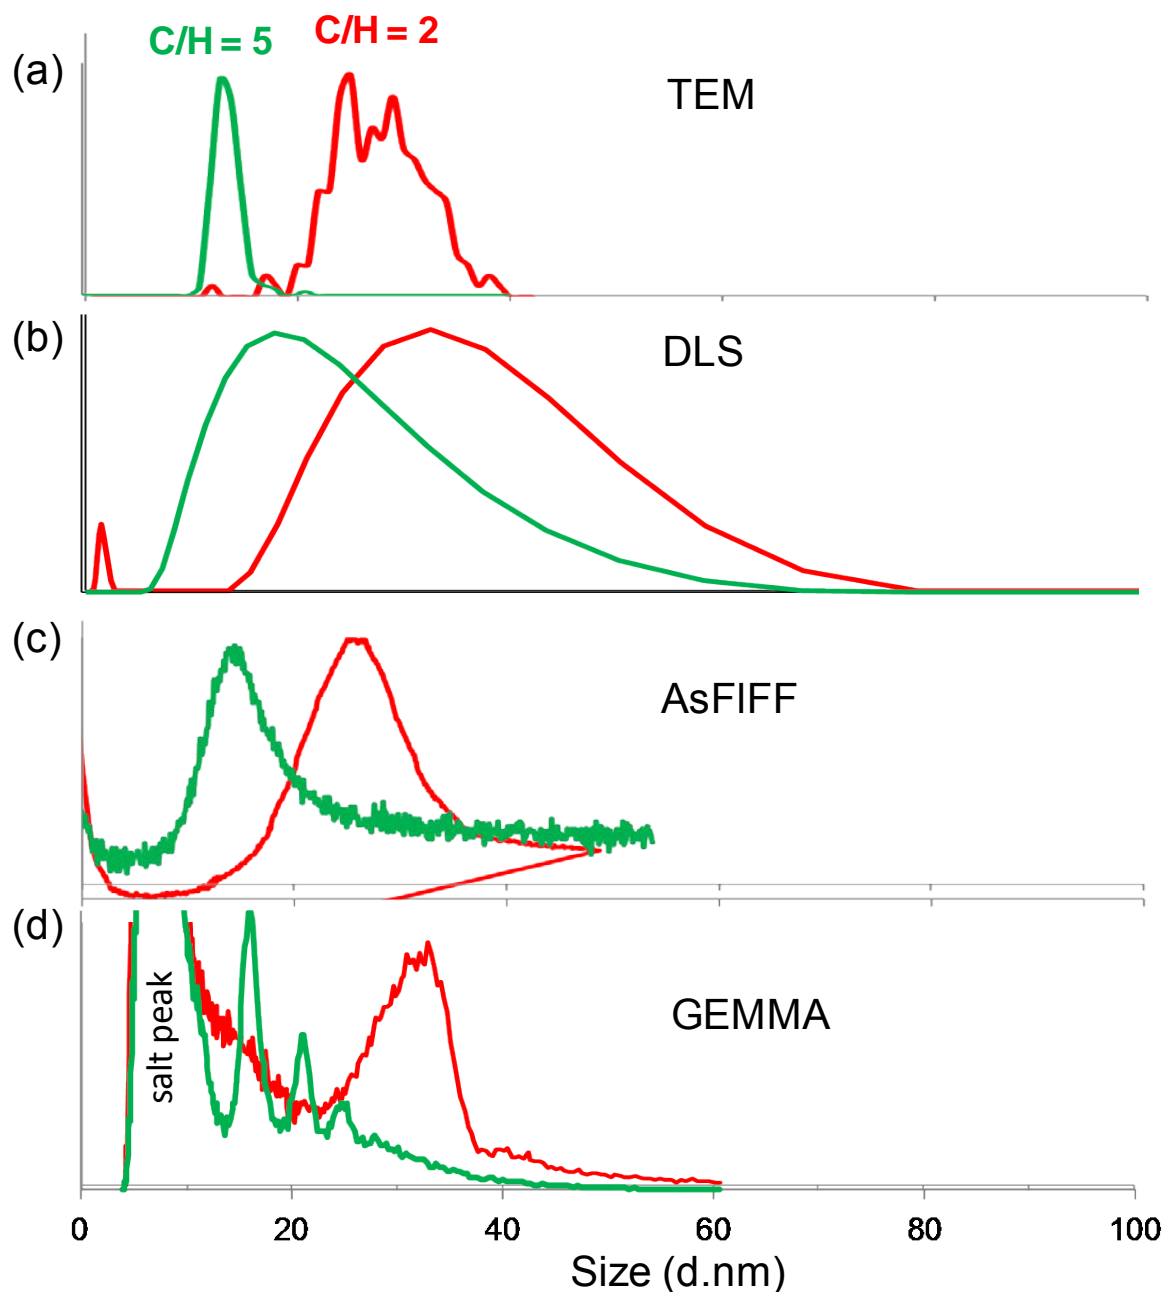 C/H = 5
C/H = 2
(a)
TEM
(b)
DLS
(c)
AsFlFF
(d)
GEMMA
salt peak
0 20 40 60 80 100
Size (d.nm)